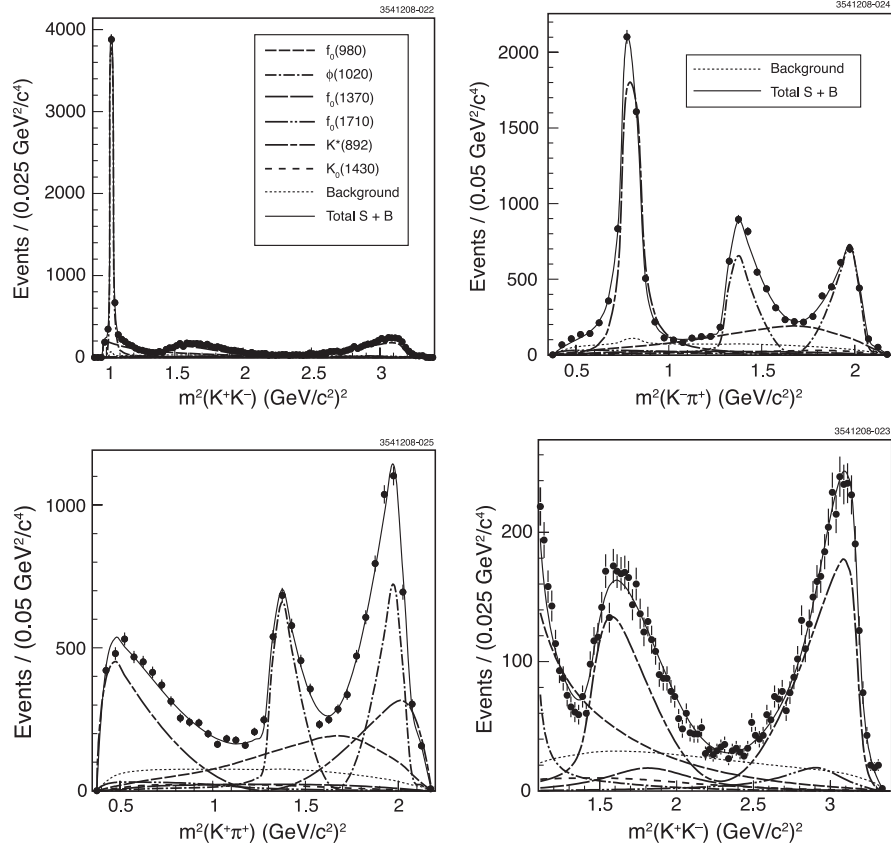 3541208-022
4000
3000
2000
1000
0
Events / (0.025 GeV²/c⁴)
f₀(980)
ϕ(1020)
f₀(1370)
f₀(1710)
K*(892)
K₀(1430)
Background
Total S + B
1 1.5 2 2.5 3
m²(K⁺K⁻) (GeV/c²)²
3541208-024
2000
1500
1000
500
0
Events / (0.05 GeV²/c⁴)
Background
Total S + B
0.5 1 1.5 2
m²(K⁻π⁺) (GeV/c²)²
3541208-025
1000
500
0
Events / (0.05 GeV²/c⁴)
0.5 1 1.5 2
m²(K⁺π⁺) (GeV/c²)²
3541208-023
200
100
0
Events / (0.025 GeV²/c⁴)
1.5 2 2.5 3
m²(K⁺K⁻) (GeV/c²)²